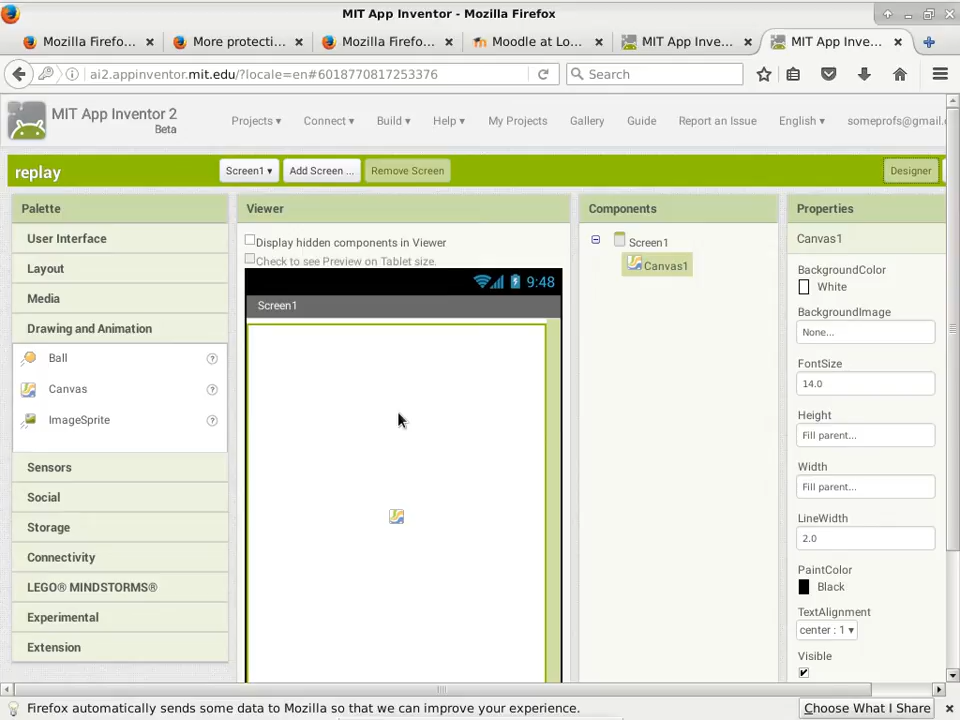 MIT App Inventor - Mozilla Firefox
Mozilla Firefo...
More protecti...
Mozilla Firefo...
Moodle at Lo...
MIT App Inve...
MIT App Inve...
ai2.appinventor.mit.edu/?locale=en#6018770817253376
Search
MIT App Inventor 2
Beta
Projects ▾
Connect ▾
Build ▾
Help ▾
My Projects
Gallery
Guide
Report an Issue
English ▾
someprofs@gmail.
replay
Screen1 ▾
Add Screen ...
Remove Screen
Designer
Palette
User Interface
Layout
Media
Drawing and Animation
Ball
?
Canvas
?
ImageSprite
?
Sensors
Social
Storage
Connectivity
LEGO® MINDSTORMS®
Experimental
Extension
Viewer
Display hidden components in Viewer
Check to see Preview on Tablet size.
9:48
Screen1
Components
Screen1
Canvas1
Properties
Canvas1
BackgroundColor
White
BackgroundImage
None...
FontSize
14.0
Height
Fill parent...
Width
Fill parent...
LineWidth
2.0
PaintColor
Black
TextAlignment
center : 1 ▾
Visible
Firefox automatically sends some data to Mozilla so that we can improve your experience.
Choose What I Share